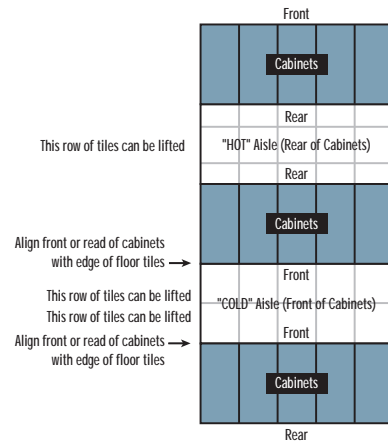 Front
Cabinets
Rear
This row of tiles can be lifted
"HOT" Aisle (Rear of Cabinets)
Rear
Cabinets
Align front or read of cabinets
with edge of floor tiles
Front
This row of tiles can be lifted
"COLD" Aisle (Front of Cabinets)
This row of tiles can be lifted
Front
Align front or read of cabinets
with edge of floor tiles
Cabinets
Rear